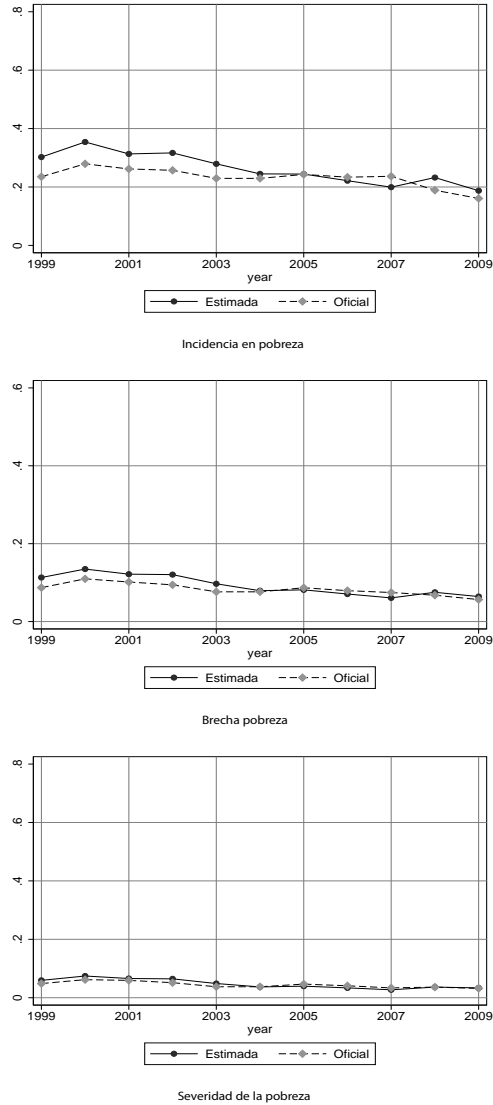 .8
.6
.4
.2
0
1999 2001 2003 2005 2007 2009
year
Estimada Oficial
Incidencia en pobreza
.6
.4
.2
0
1999 2001 2003 2005 2007 2009
year
Estimada Oficial
Brecha pobreza
.8
.6
.4
.2
0
1999 2001 2003 2005 2007 2009
year
Estimada Oficial
Severidad de la pobreza